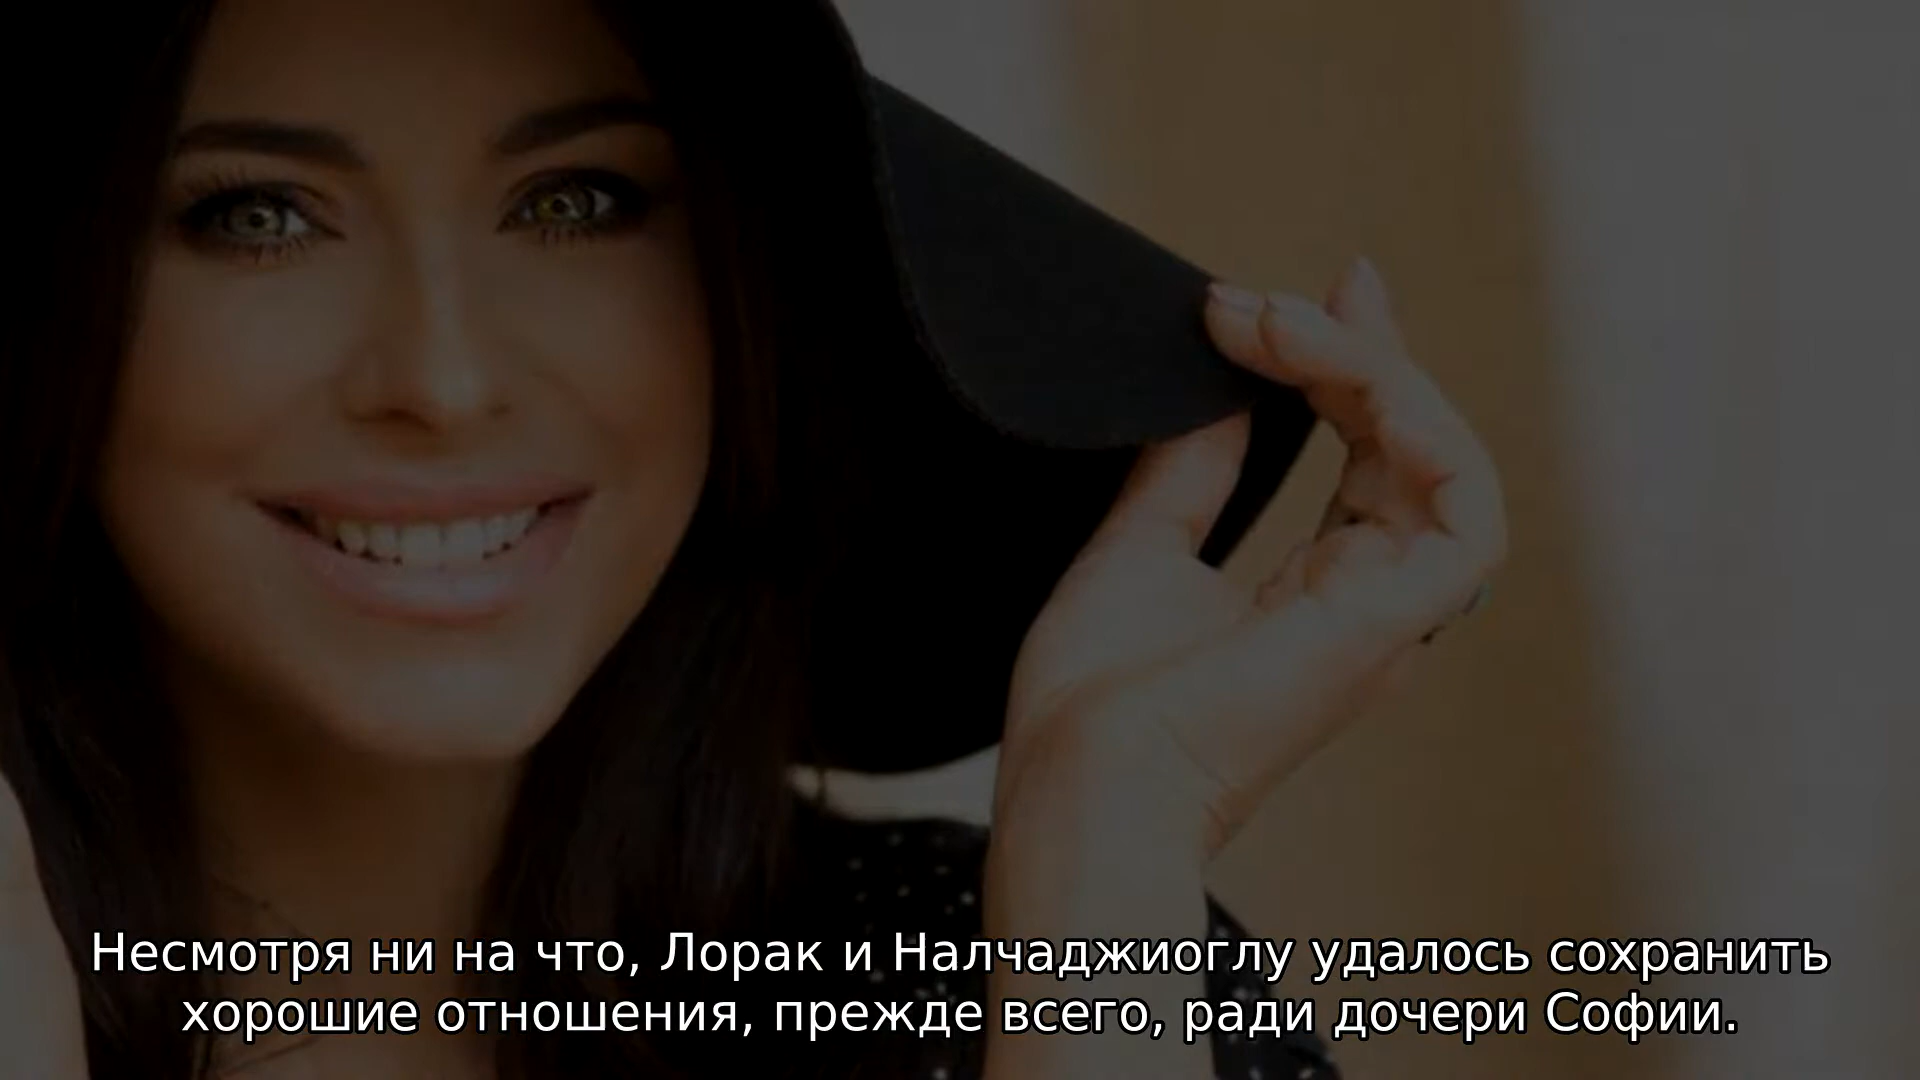 Несмотря ни на что, Лорак и Налчаджиоглу удалось сохранить
хорошие отношения, прежде всего, ради дочери Софии.